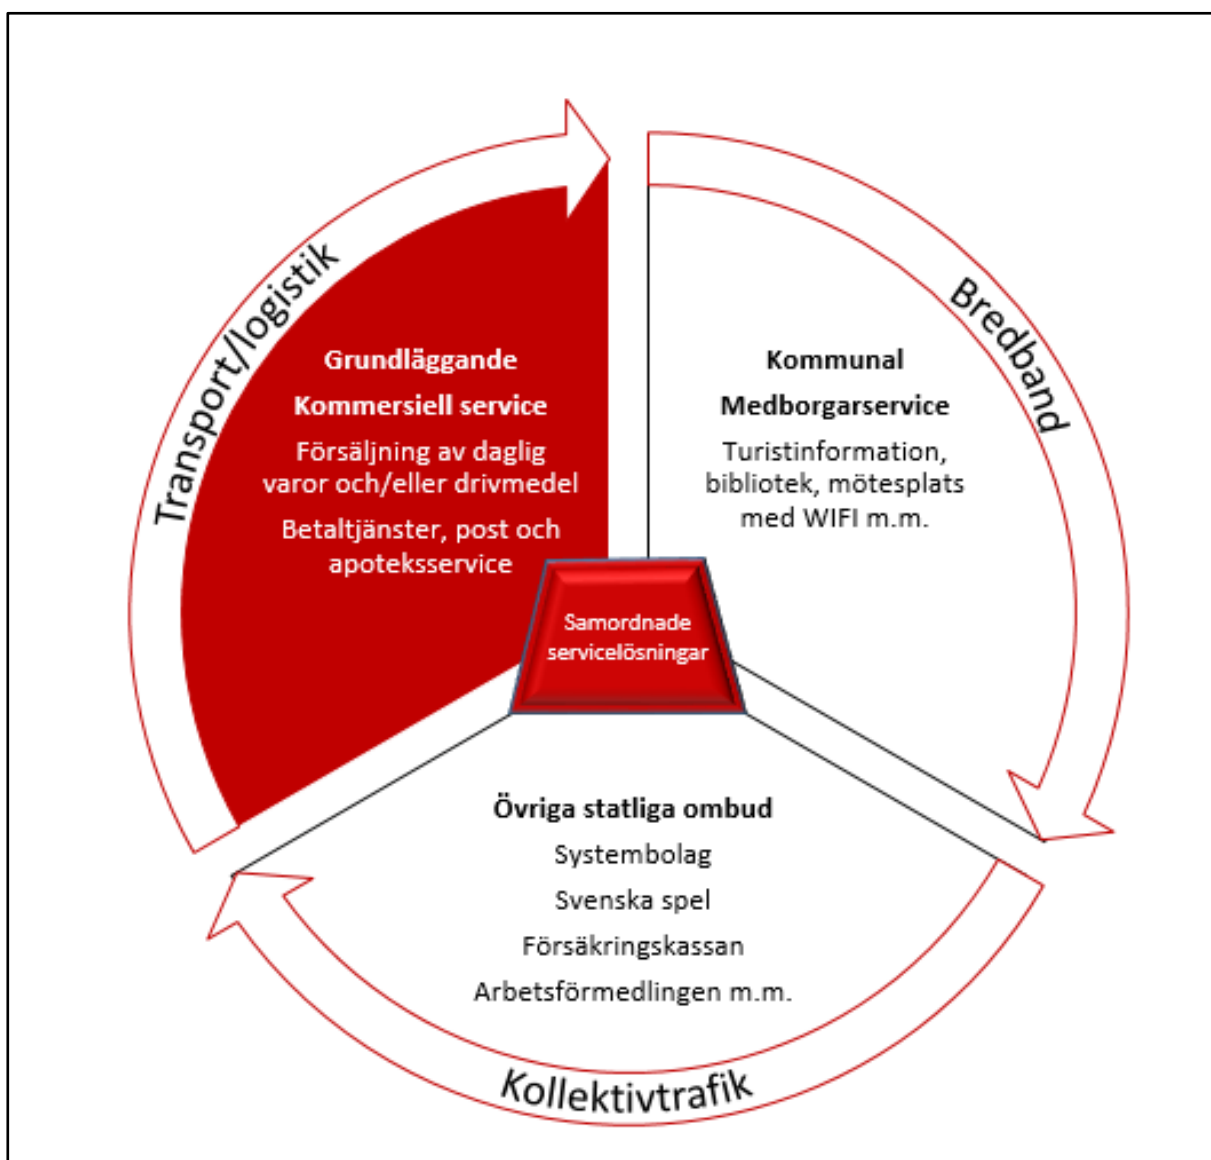 Transport/logistik
Grundläggande
Kommersiell service
Försäljning av daglig
varor och/eller drivmedel
Betaltjänster, post och
apoteksservice
Bredband
Kommunal
Medborgarservice
Turistinformation,
bibliotek, mötesplats
med WIFI m.m.
Samordnade
servicelösningar
Övriga statliga ombud
Systembolag
Svenska spel
Försäkringskassan
Arbetsförmedlingen m.m.
Kollektivtrafik